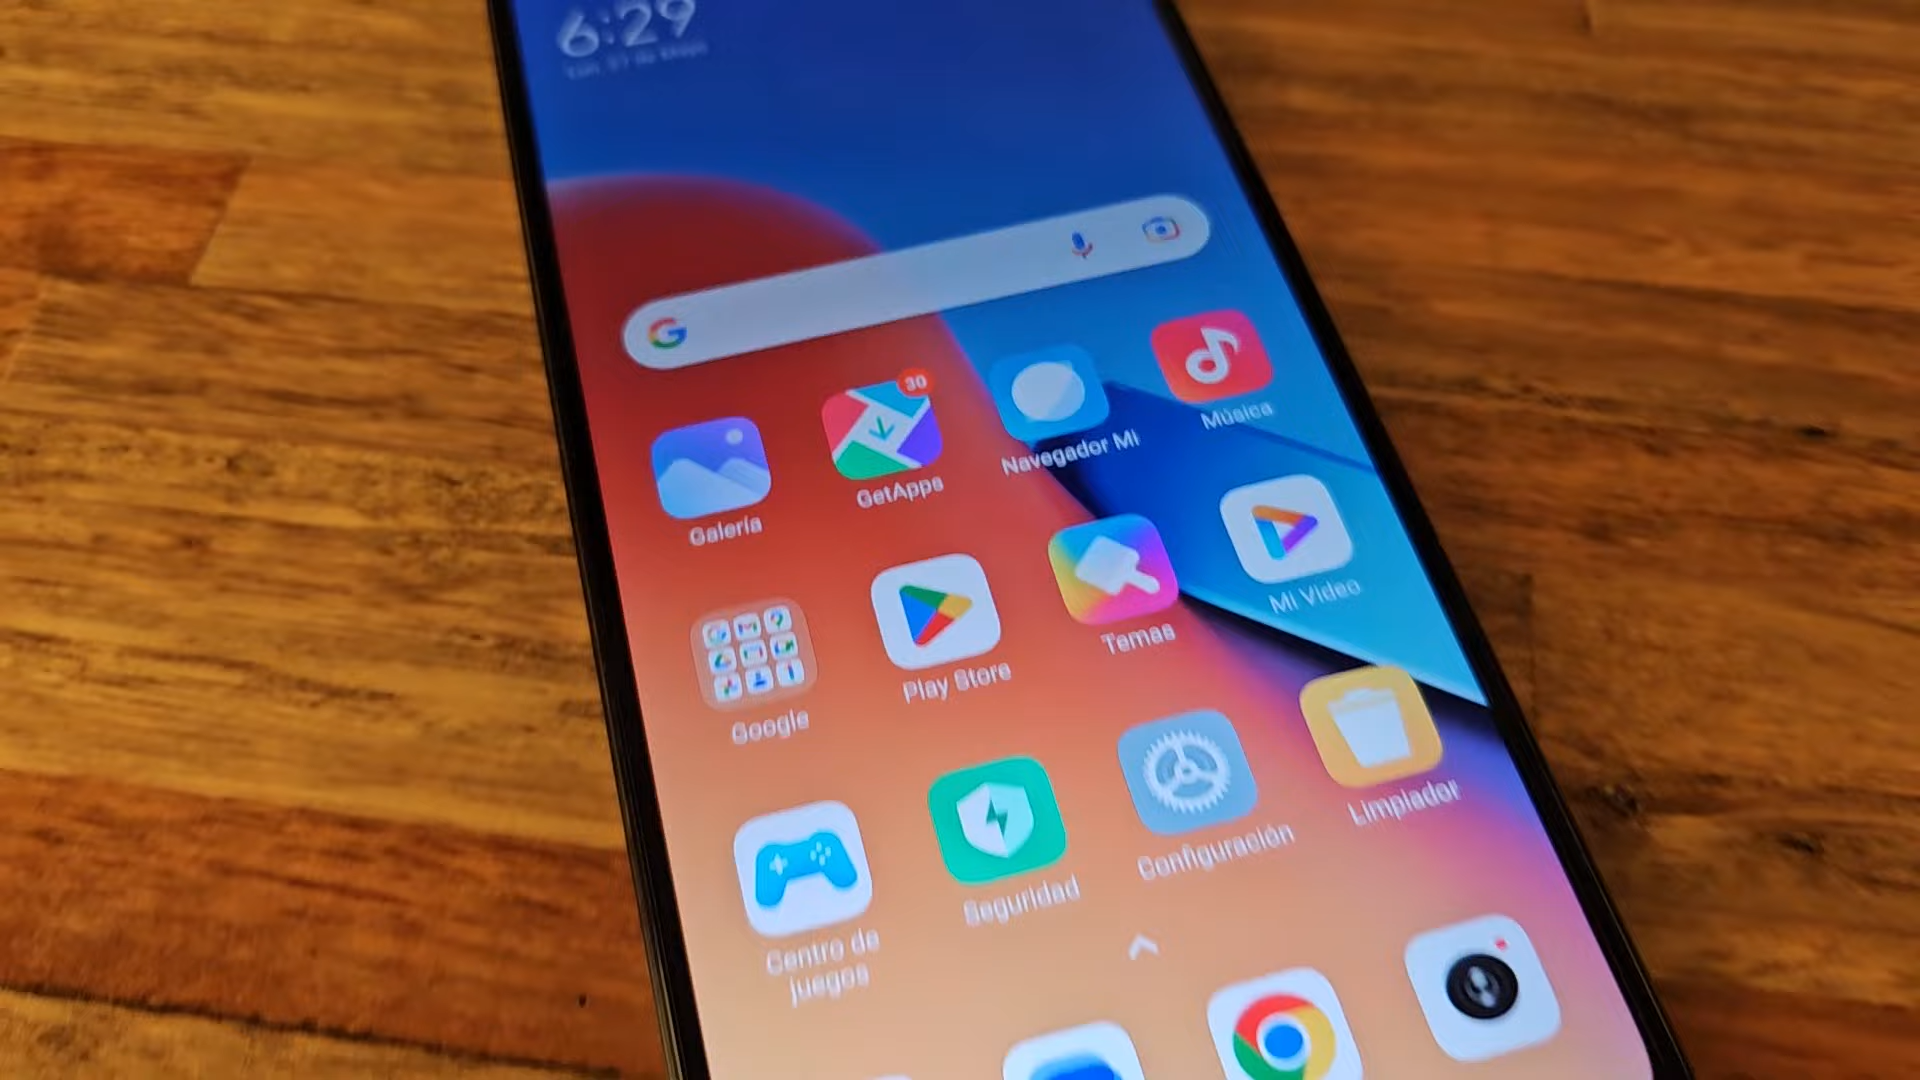 6:29
30
Galería
GetApps
Navegador Mi
Música
Google
Play Store
Temas
Mi Video
Centro de
juegos
Seguridad
Configuración
Limpiador